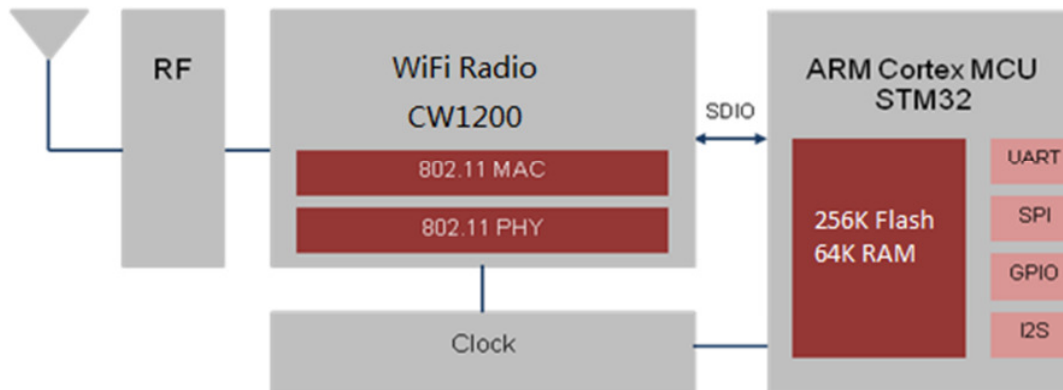 RF
WiFi Radio
CW1200
802.11 MAC
802.11 PHY
SDIO
ARM Cortex MCU
STM32
256K Flash
64K RAM
UART
SPI
GPIO
I2S
Clock